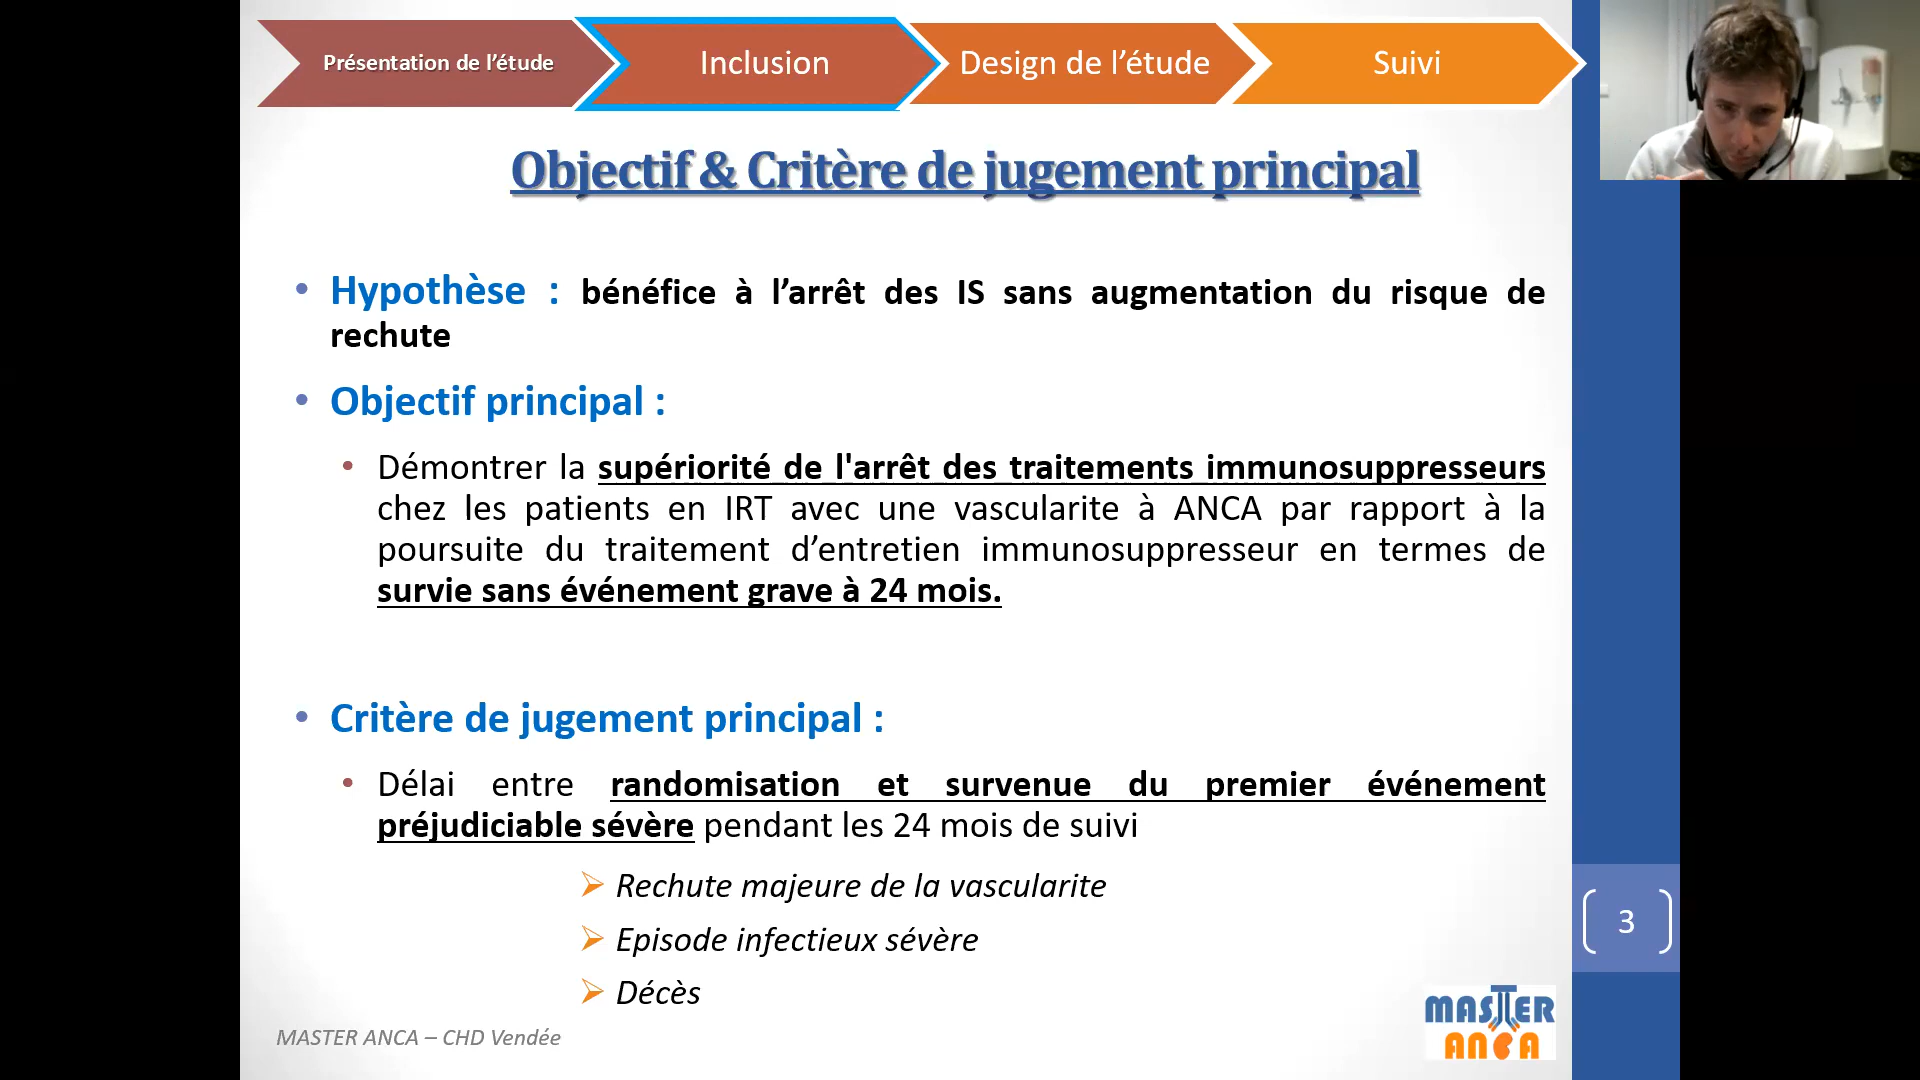 Présentation de l'étude
Inclusion
Design de l'étude
Suivi
Objectif & Critère de jugement principal
• Hypothèse : bénéfice à l'arrêt des IS sans augmentation du risque de
rechute
• Objectif principal :
• Démontrer la supériorité de l'arrêt des traitements immunosuppresseurs
chez les patients en IRT avec une vascularite à ANCA par rapport à la
poursuite du traitement d'entretien immunosuppresseur en termes de
survie sans événement grave à 24 mois.
• Critère de jugement principal :
• Délai entre randomisation et survenue du premier événement
préjudiciable sévère pendant les 24 mois de suivi
Rechute majeure de la vascularite
Episode infectieux sévère
Décès
3
MASTER ANCA – CHD Vendée
MASTER
ANCA